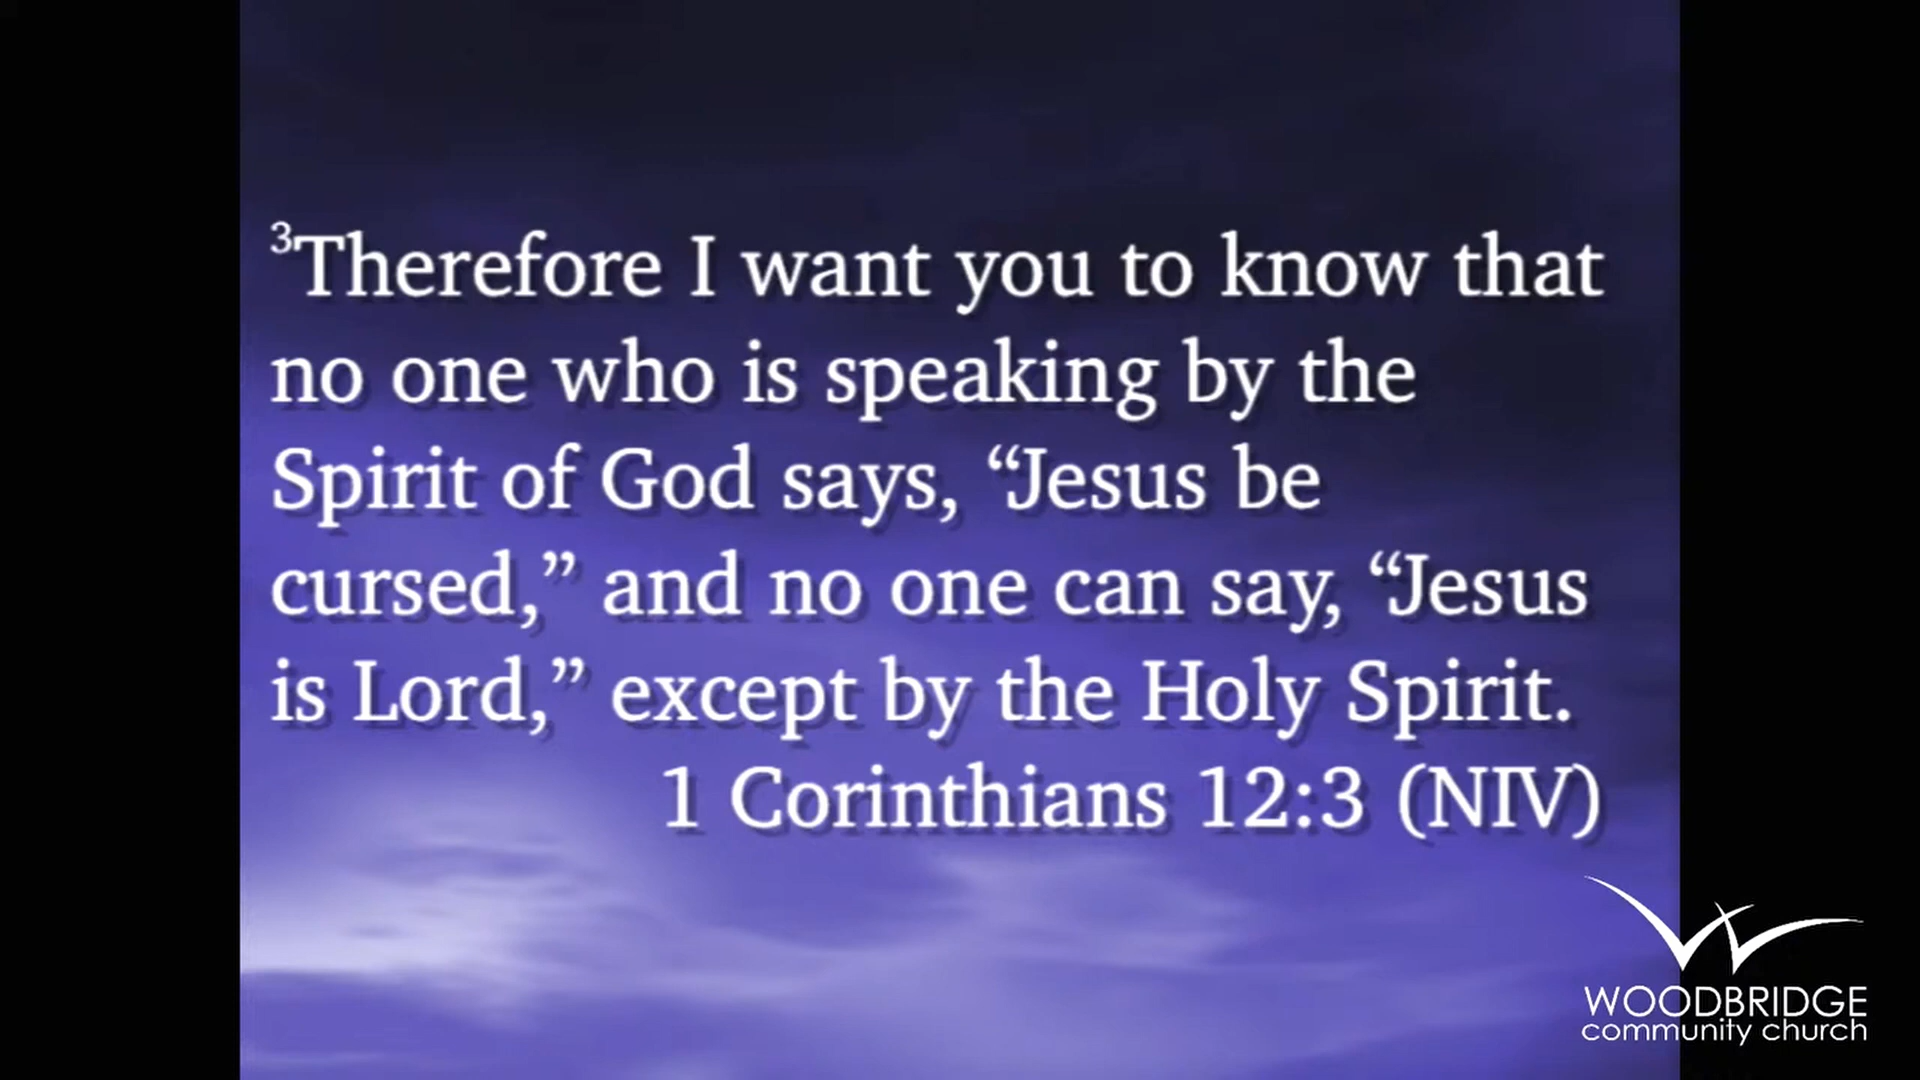 ³Therefore I want you to know that
no one who is speaking by the
Spirit of God says, “Jesus be
cursed,” and no one can say, “Jesus
is Lord,” except by the Holy Spirit.
1 Corinthians 12:3 (NIV)
WOODBRIDGE
community church